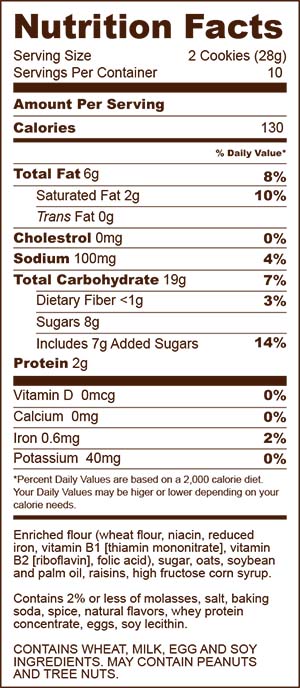 Nutrition Facts
Serving Size 2 Cookies (28g)
Servings Per Container 10
Amount Per Serving
Calories 130
% Daily Value*
Total Fat 6g 8%
Saturated Fat 2g 10%
Trans Fat 0g
Cholestrol 0mg 0%
Sodium 100mg 4%
Total Carbohydrate 19g 7%
Dietary Fiber <1g 3%
Sugars 8g
Includes 7g Added Sugars 14%
Protein 2g
Vitamin D 0mcg 0%
Calcium 0mg 0%
Iron 0.6mg 2%
Potassium 40mg 0%
*Percent Daily Values are based on a 2,000 calorie diet.
Your Daily Values may be higer or lower depending on your
calorie needs.
Enriched flour (wheat flour, niacin, reduced
iron, vitamin B1 [thiamin mononitrate], vitamin
B2 [riboflavin], folic acid), sugar, oats, soybean
and palm oil, raisins, high fructose corn syrup.
Contains 2% or less of molasses, salt, baking
soda, spice, natural flavors, whey protein
concentrate, eggs, soy lecithin.
CONTAINS WHEAT, MILK, EGG AND SOY
INGREDIENTS. MAY CONTAIN PEANUTS
AND TREE NUTS.